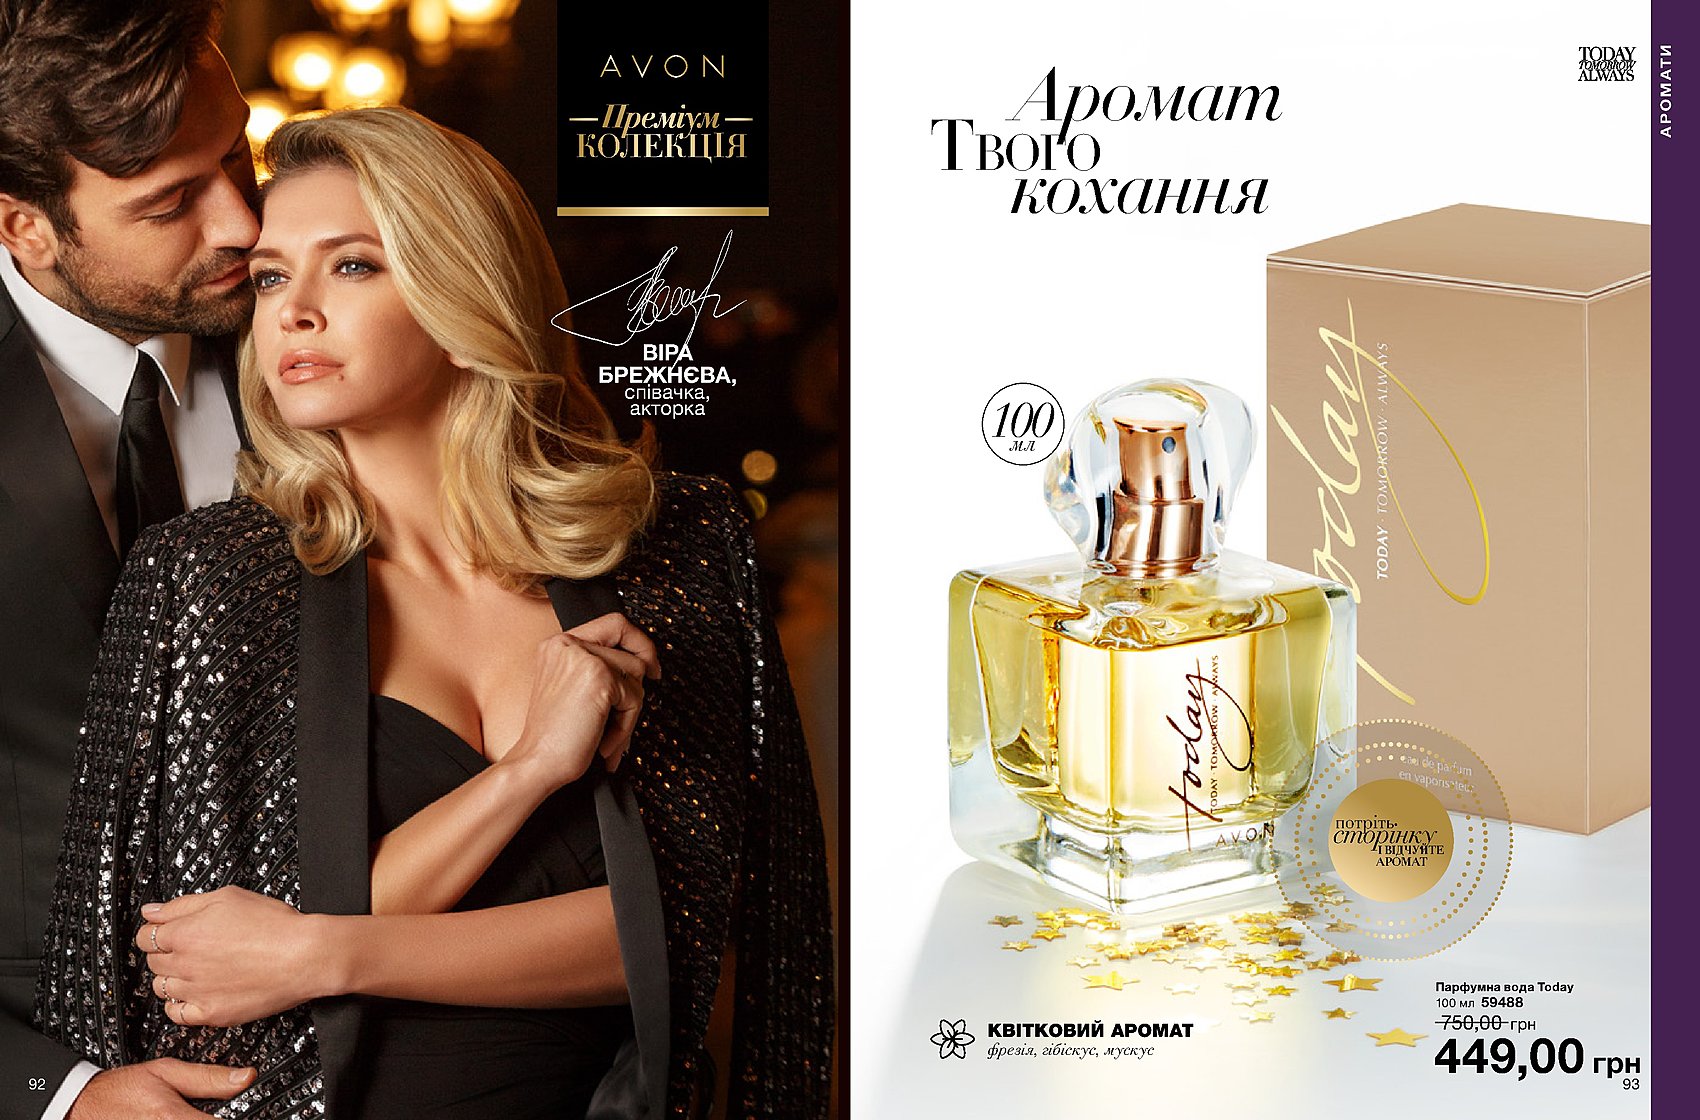 AVON
Преміум
КОЛЕКЦІЯ
ВІРА
БРЕЖНЄВА,
співачка,
акторка
92
Аромат
Твого
кохання
TODAY
TOMORROW
ALWAYS
АРОМАТИ
100
мл
today
TODAY · TOMORROW · ALWAYS
eau de parfum
en vaporisateur
today
TODAY · TOMORROW · ALWAYS
AVON
ПОТРІТЬ
СТОРІНКУ
І ВІДЧУЙТЕ
АРОМАТ
КВІТКОВИЙ АРОМАТ
фрезія, гібіскус, мускус
Парфумна вода Today
100 мл 59488
750,00 грн
449,00 грн
93